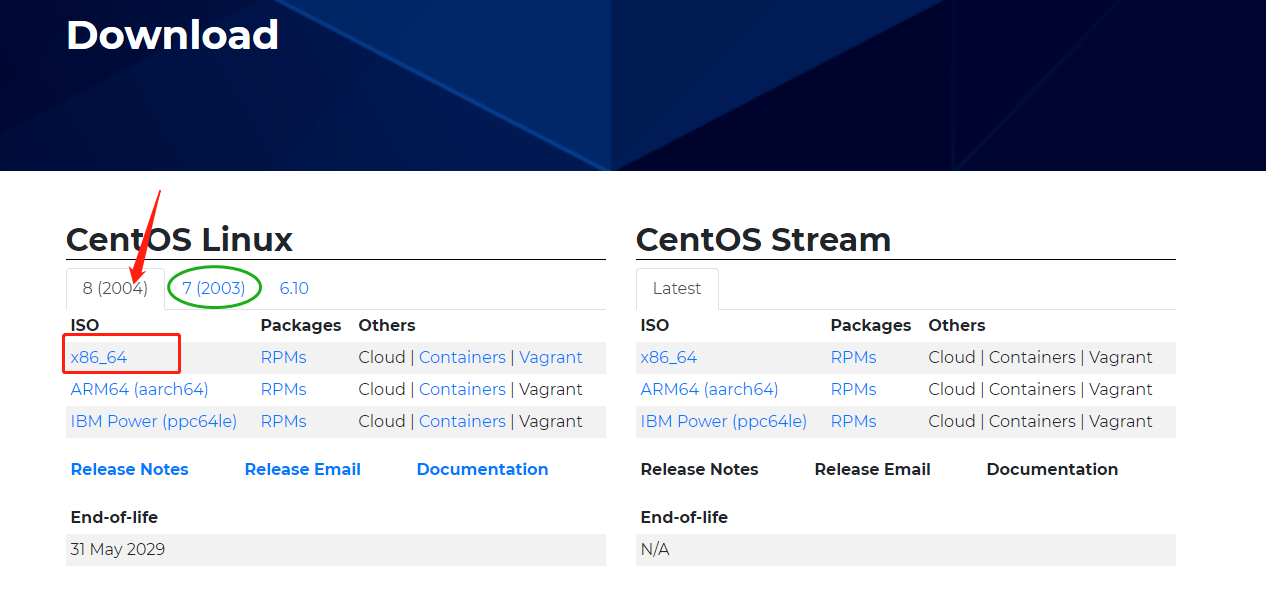 Download
CentOS Linux
8 (2004) 7 (2003) 6.10
ISO Packages Others
x86_64 RPMs Cloud | Containers | Vagrant
ARM64 (aarch64) RPMs Cloud | Containers | Vagrant
IBM Power (ppc64le) RPMs Cloud | Containers | Vagrant
Release Notes Release Email Documentation
End-of-life
31 May 2029
CentOS Stream
Latest
ISO Packages Others
x86_64 RPMs Cloud | Containers | Vagrant
ARM64 (aarch64) RPMs Cloud | Containers | Vagrant
IBM Power (ppc64le) RPMs Cloud | Containers | Vagrant
Release Notes Release Email Documentation
End-of-life
N/A